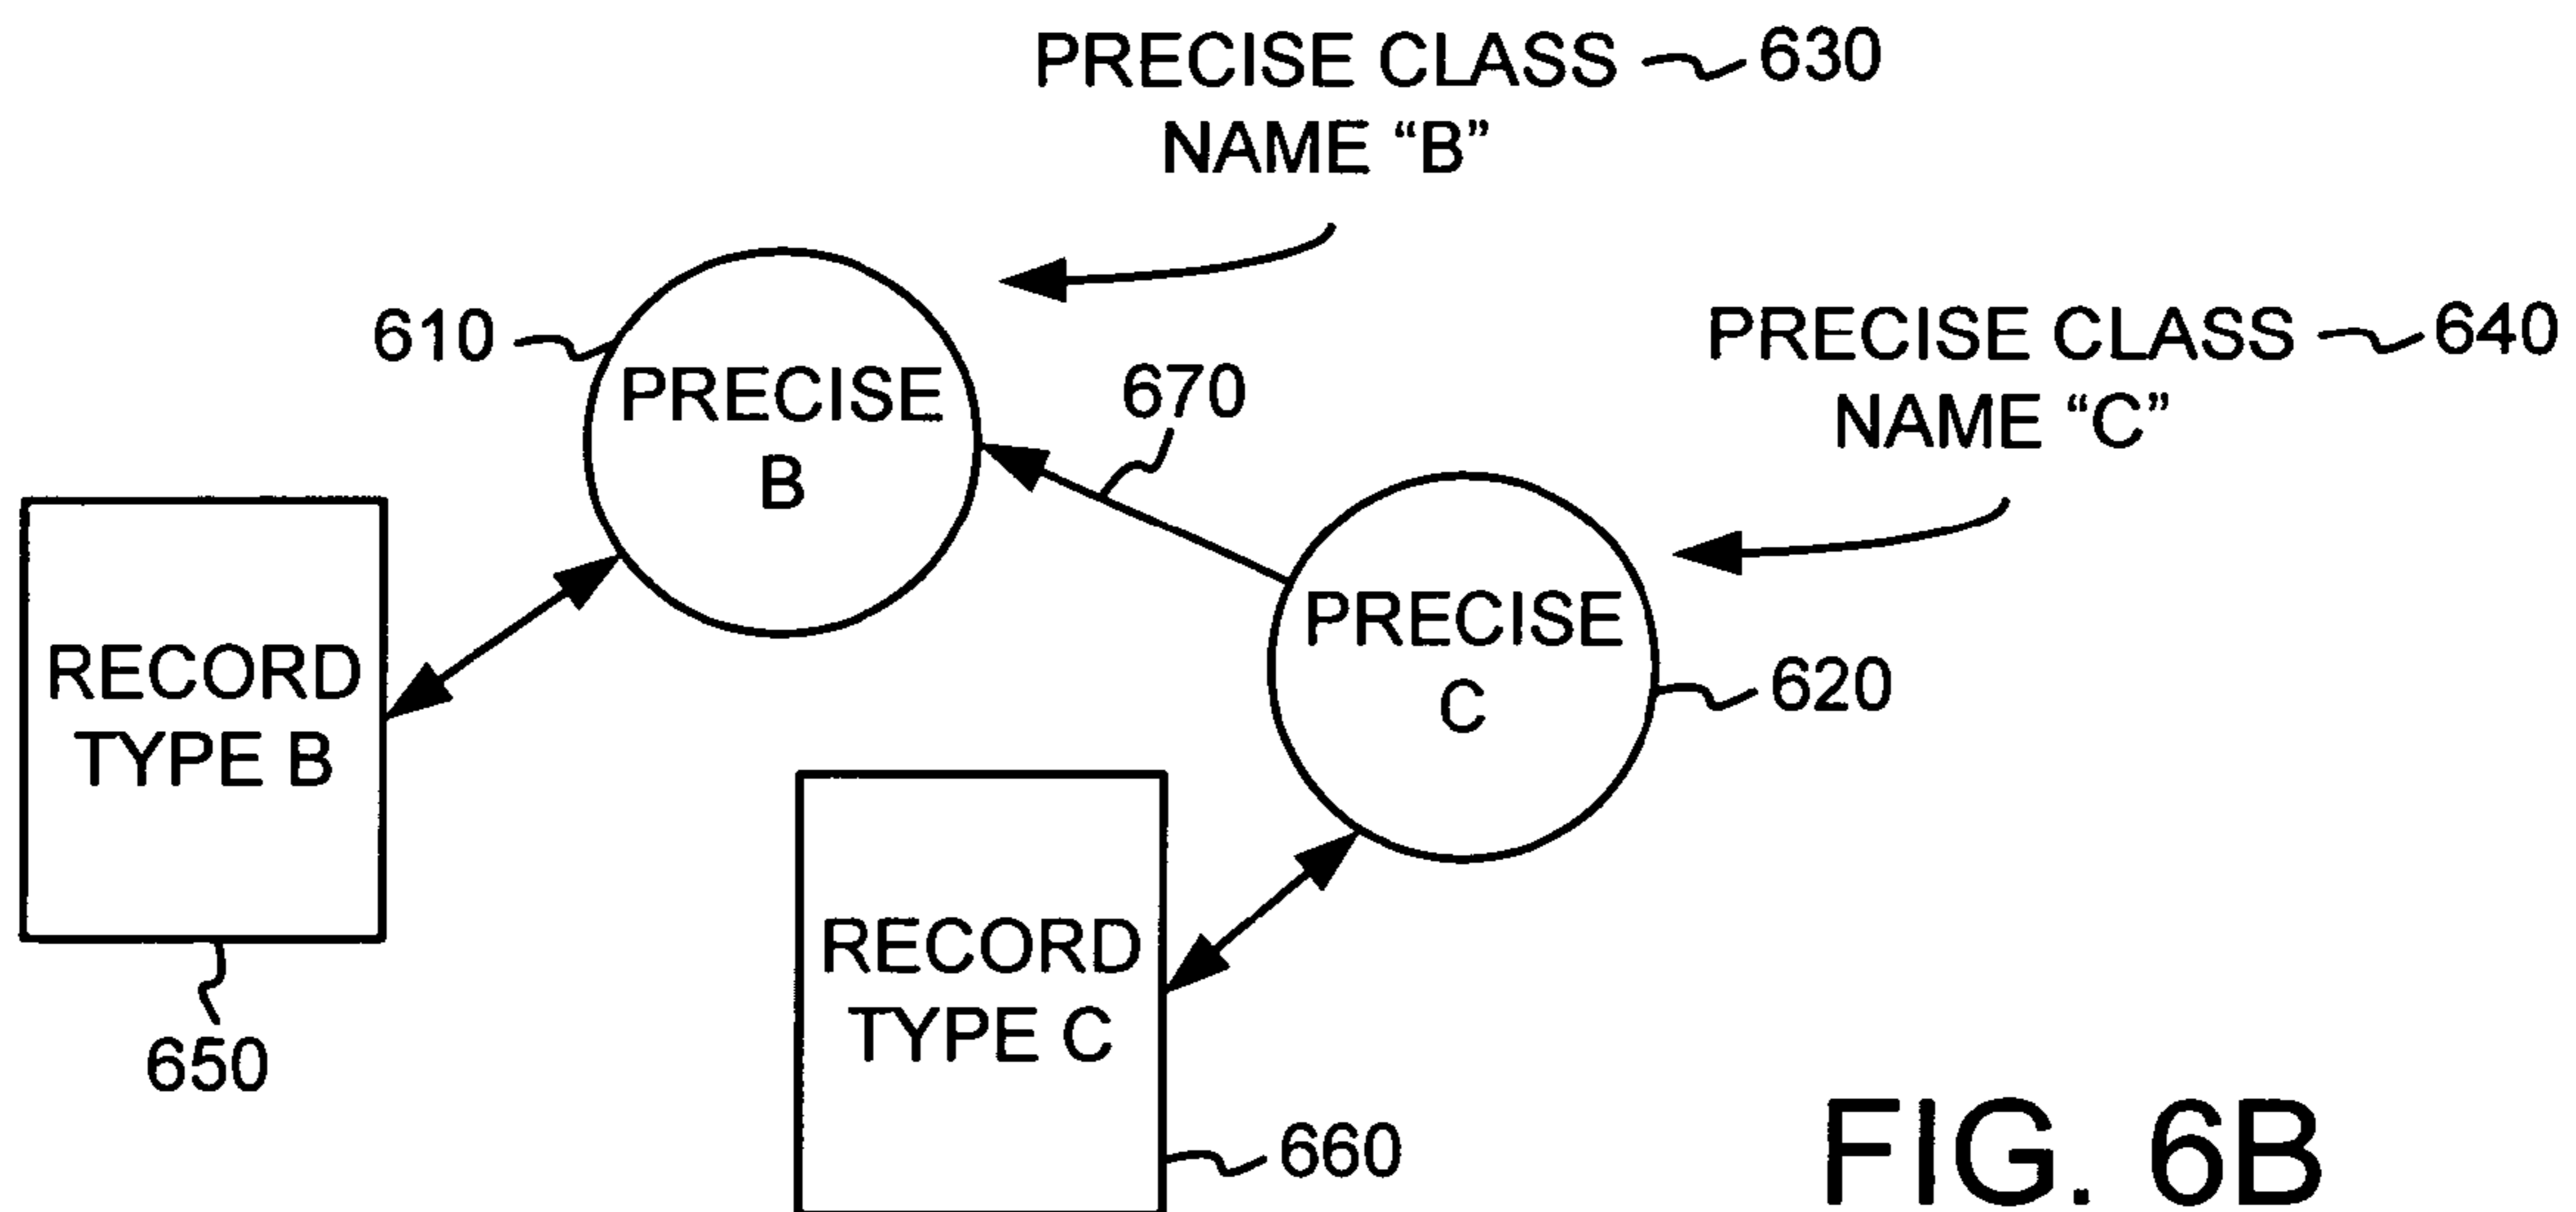 PRECISE CLASS 630
NAME “B”
610
PRECISE
B
670
PRECISE CLASS 640
NAME “C”
RECORD
TYPE B
650
PRECISE
C
620
RECORD
TYPE C
660
FIG. 6B